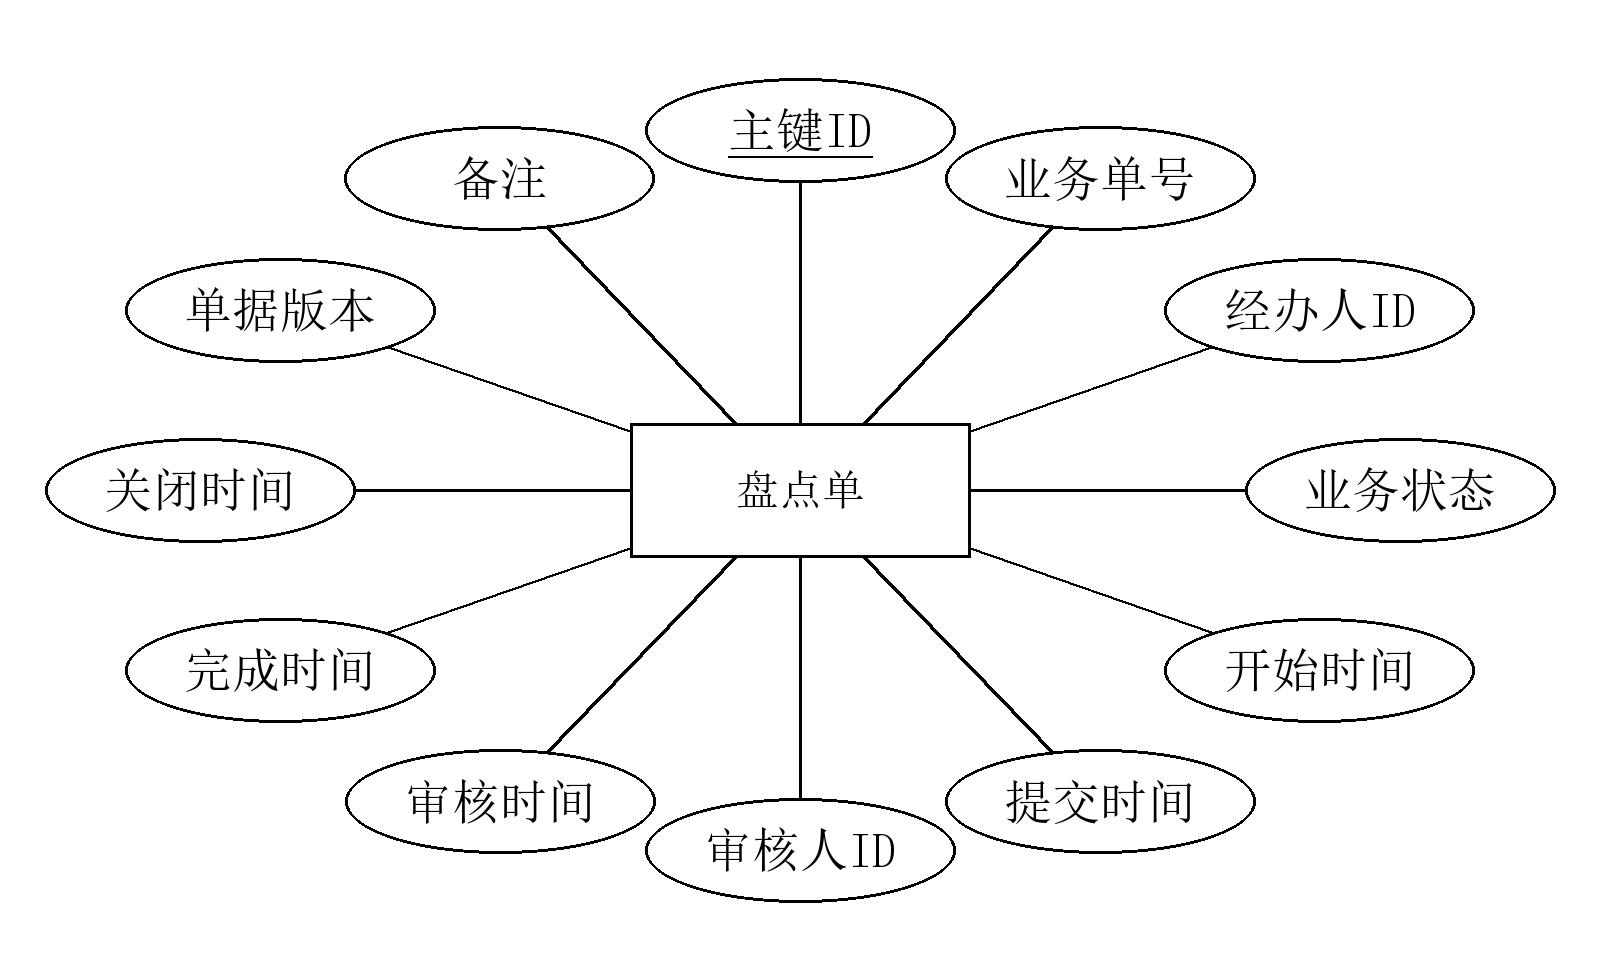 主键ID
备注
业务单号
单据版本
经办人ID
关闭时间
盘点单
业务状态
完成时间
开始时间
审核时间
提交时间
审核人ID